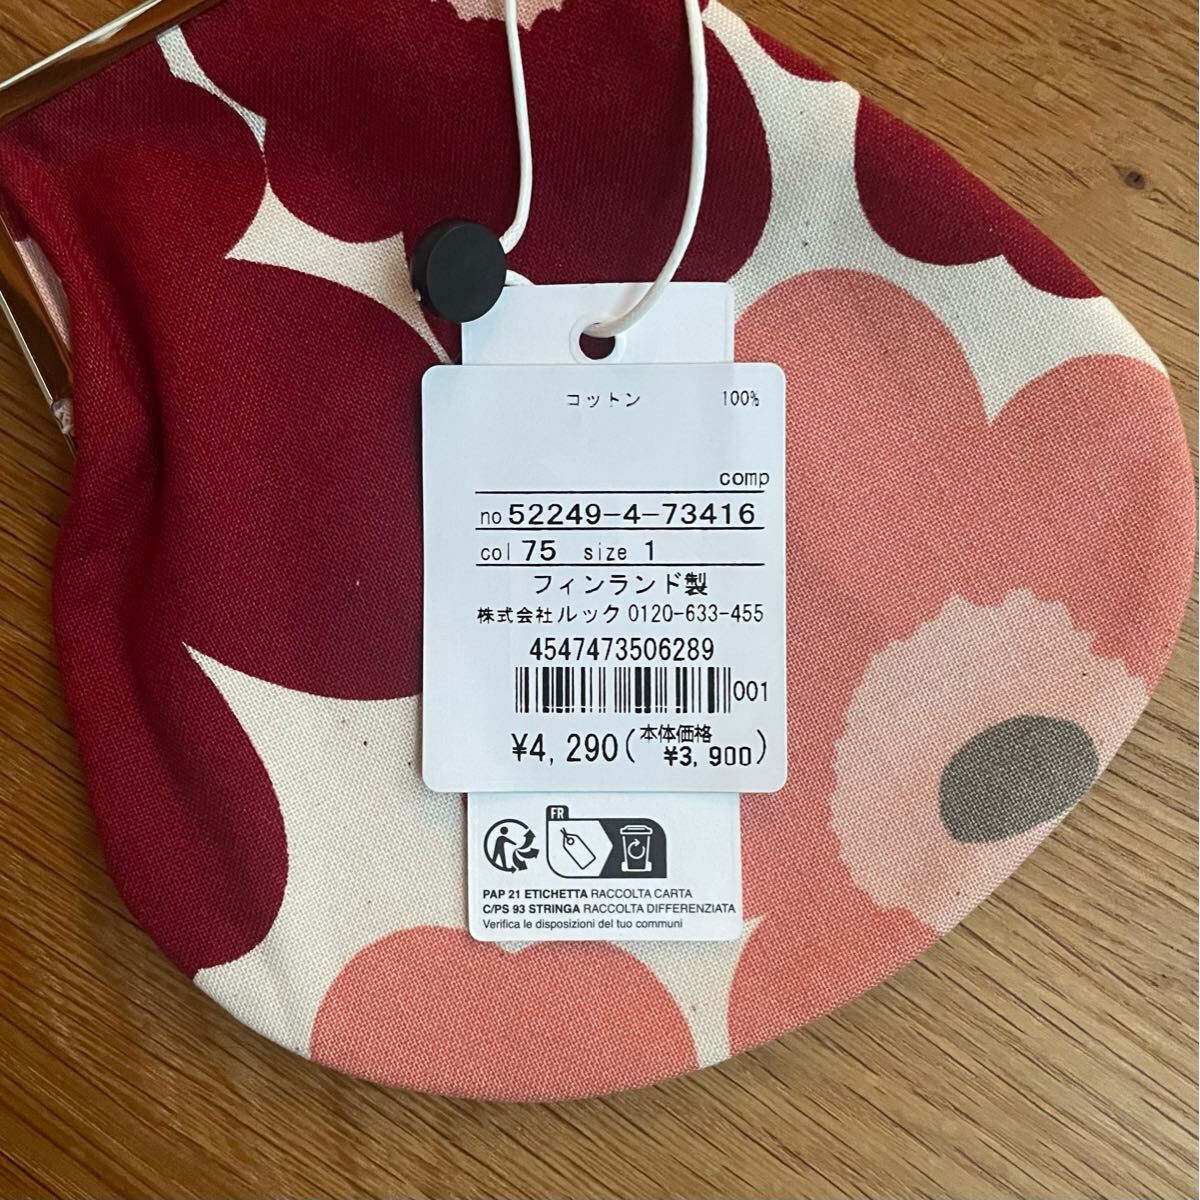 コットン 100%
comp
no 52249-4-73416
col 75 size 1
フィンランド製
株式会社ルック 0120-633-455
4547473506289
001
¥4,290(本体価格 ¥3,900)
FR
PAP 21 ETICHETTA RACCOLTA CARTA
C/PS 93 STRINGA RACCOLTA DIFFERENZIATA
Verifica le disposizioni del tuo communi